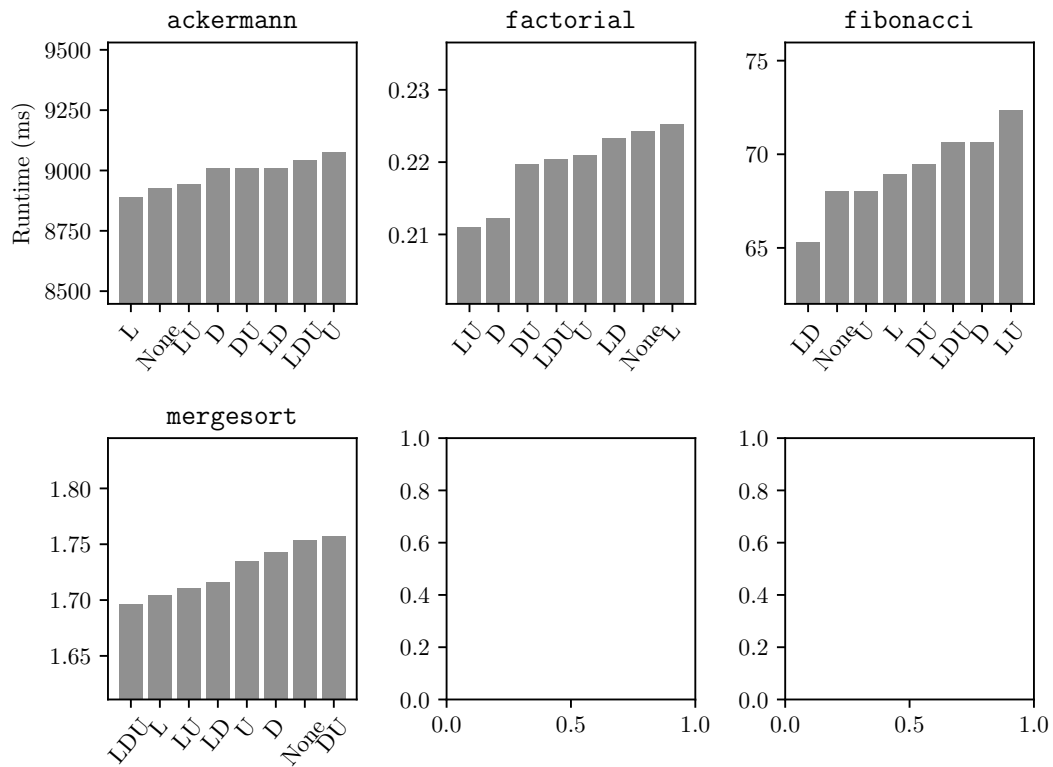 ackermann
Runtime (ms)
9500
9250
9000
8750
8500
L None LU D DU LD LDU U
factorial
0.23
0.22
0.21
LU D DU LDU U LD None L
fibonacci
75
70
65
LD None U L DU LDU D LU
mergesort
1.80
1.75
1.70
1.65
LDU L LU LD U D None DU
1.0
0.8
0.6
0.4
0.2
0.0
0.0 0.5 1.0
1.0
0.8
0.6
0.4
0.2
0.0
0.0 0.5 1.0